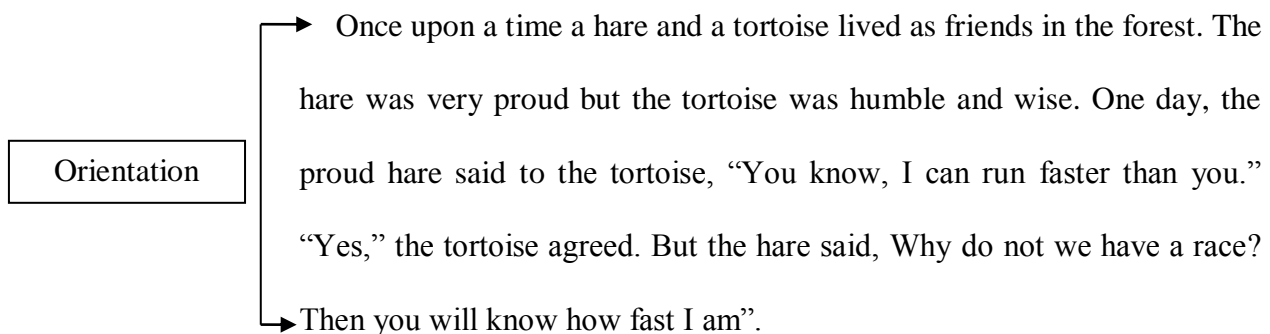 Once upon a time a hare and a tortoise lived as friends in the forest. The
hare was very proud but the tortoise was humble and wise. One day, the
Orientation
proud hare said to the tortoise, “You know, I can run faster than you.”
“Yes,” the tortoise agreed. But the hare said, Why do not we have a race?
Then you will know how fast I am”.